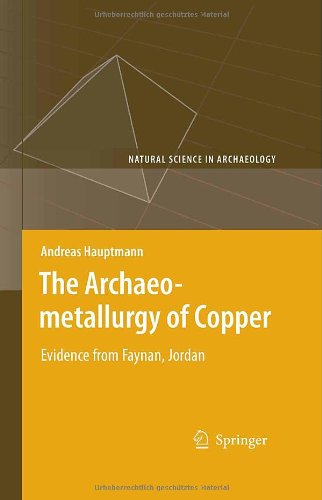 Urheberrechtlich geschütztes Material
NATURAL SCIENCE IN ARCHAEOLOGY
Andreas Hauptmann
The Archaeo-
metallurgy of Copper
Evidence from Faynan, Jordan
Springer
Urheberrechtlich geschütztes Material